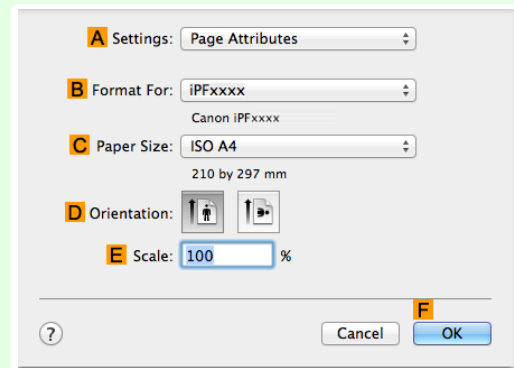 A Settings: Page Attributes
B Format For: iPFxxxx
Canon iPFxxxx
C Paper Size: ISO A4
210 by 297 mm
D Orientation:
E Scale: 100 %
F
? Cancel OK